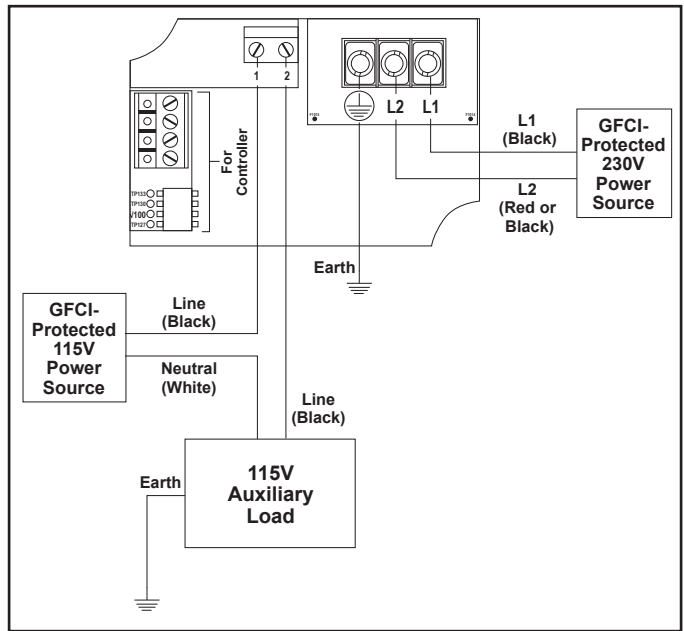 1 2
L2 L1
For
Controller
TP133
TP130
V100
TP127
L1
(Black)
L2
(Red or
Black)
GFCI-
Protected
230V
Power
Source
Earth
GFCI-
Protected
115V
Power
Source
Line
(Black)
Neutral
(White)
Line
(Black)
Earth
115V
Auxiliary
Load